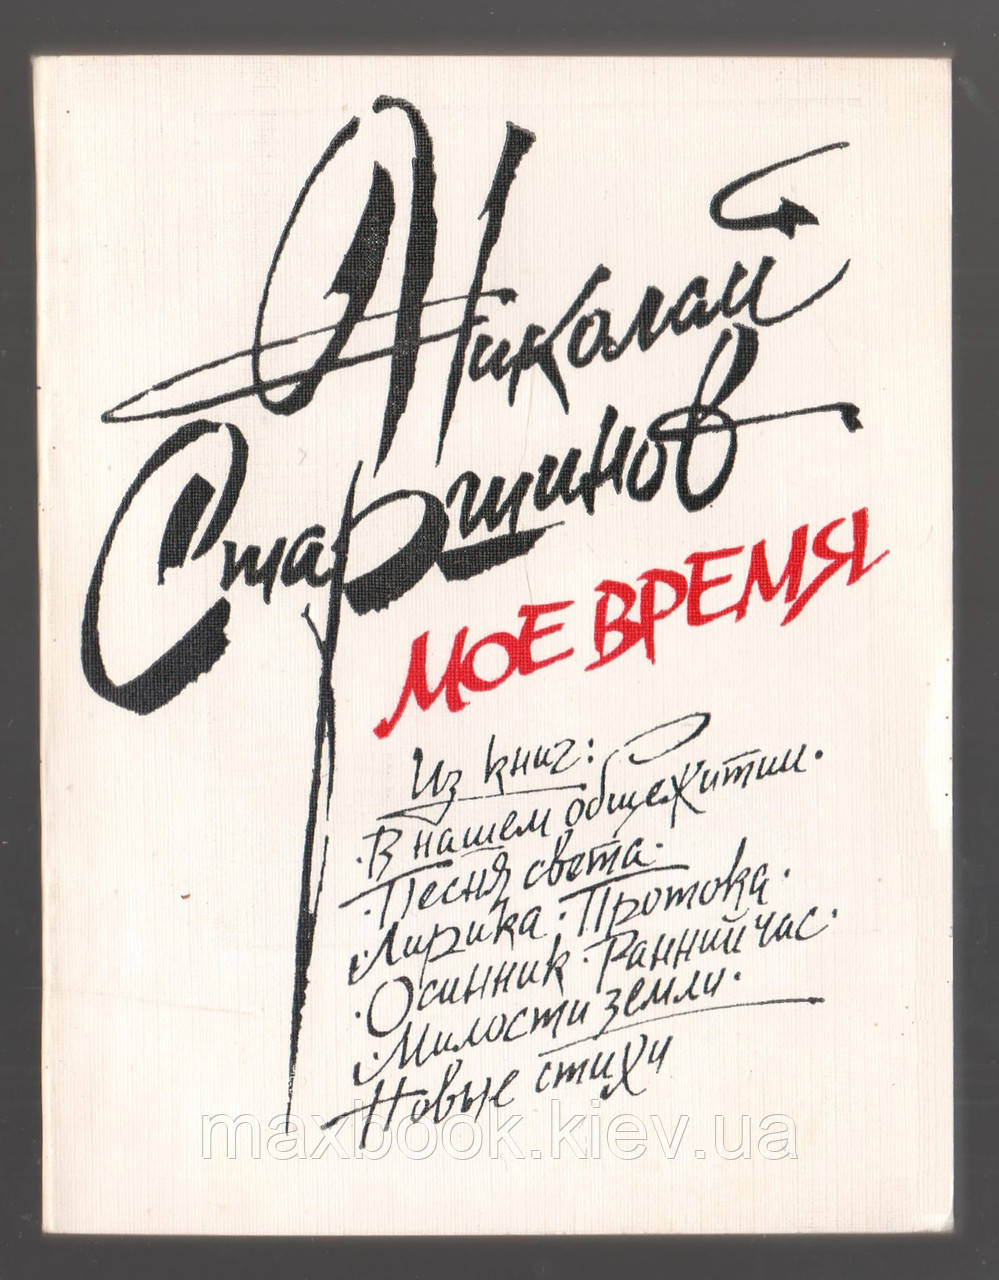 Николай
Старшинов
МОЕ ВРЕМЯ
Из книг:
·В нашем общежитии·
·Песня света·
·Лирика·Протока·
·Осинник·Ранний час·
·Милости земли·
Новые стихи
maxbook.kiev.ua